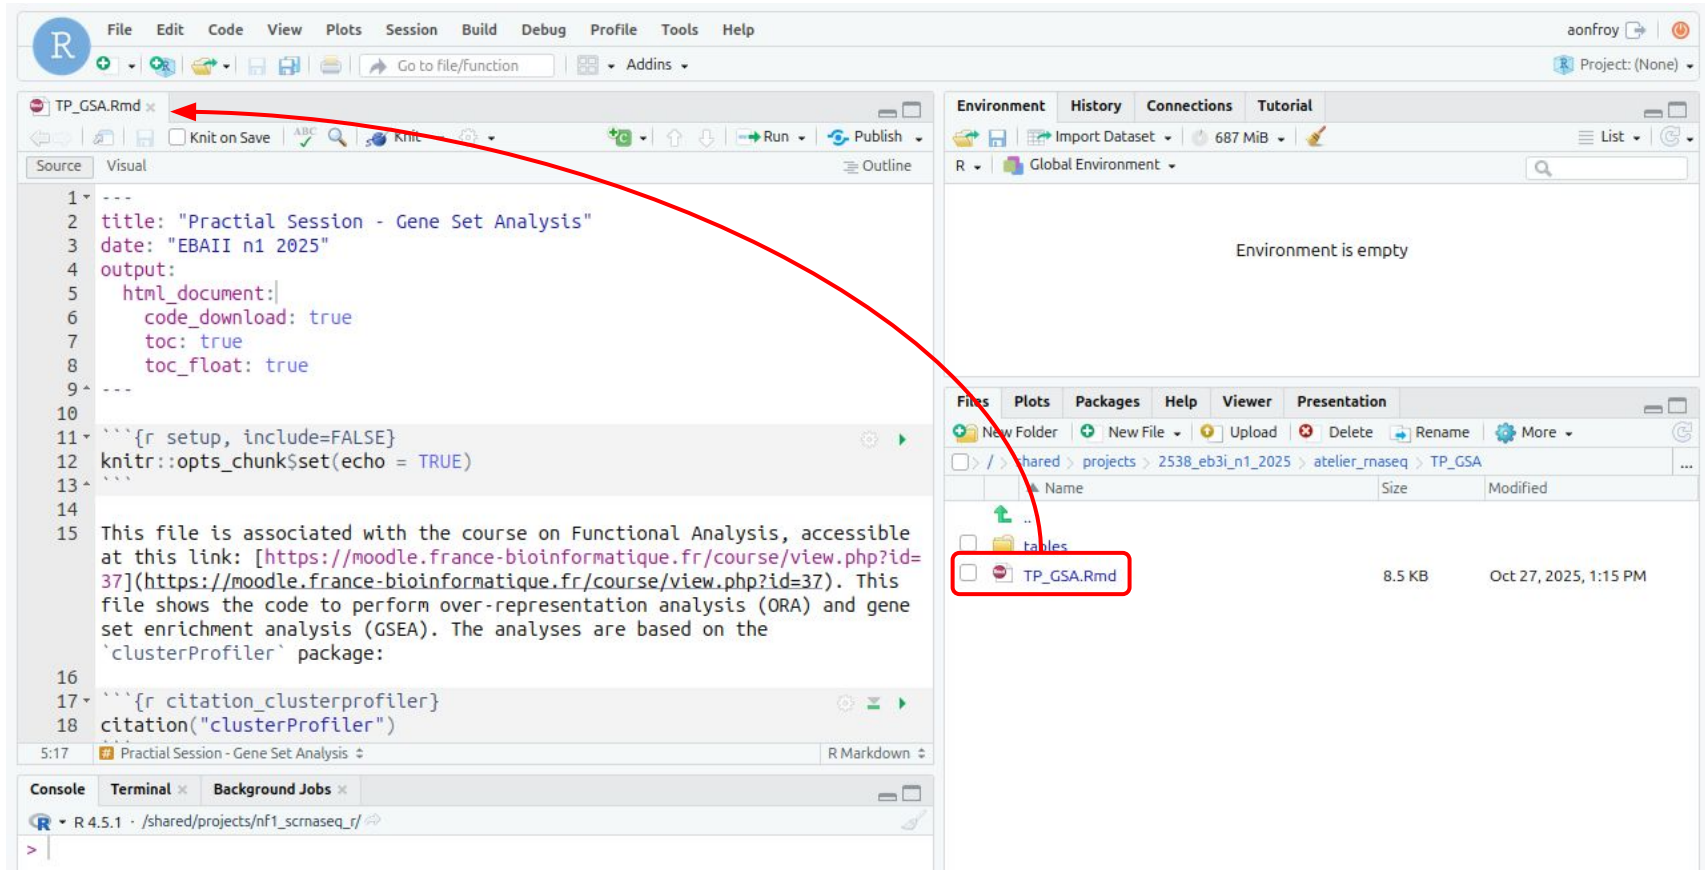 R
File Edit Code View Plots Session Build Debug Profile Tools Help
aonfroy
Go to file/function
Addins
Project: (None)
TP_GSA.Rmd
Knit on Save
ABC
Knit
Run
Publish
Source Visual
Outline
1 ---
2 title: "Practial Session - Gene Set Analysis"
3 date: "EBAII n1 2025"
4 output:
5 html_document:
6 code_download: true
7 toc: true
8 toc_float: true
9 ---
10
11 ```{r setup, include=FALSE}
12 knitr::opts_chunk$set(echo = TRUE)
13 ```
14
15 This file is associated with the course on Functional Analysis, accessible
at this link: [https://moodle.france-bioinformatique.fr/course/view.php?id=
37](https://moodle.france-bioinformatique.fr/course/view.php?id=37). This
file shows the code to perform over-representation analysis (ORA) and gene
set enrichment analysis (GSEA). The analyses are based on the
`clusterProfiler` package:
16
17 ```{r citation_clusterprofiler}
18 citation("clusterProfiler")
5:17 # Practial Session - Gene Set Analysis
R Markdown
Console Terminal Background Jobs
R 4.5.1 · /shared/projects/nf1_scrnaseq_r/
>
Environment History Connections Tutorial
Import Dataset 687 MiB
List
R Global Environment
Environment is empty
Files Plots Packages Help Viewer Presentation
New Folder New File Upload Delete Rename More
/ > shared > projects > 2538_eb3i_n1_2025 > atelier_rnaseq > TP_GSA ...
Name Size Modified
..
tables
TP_GSA.Rmd 8.5 KB Oct 27, 2025, 1:15 PM